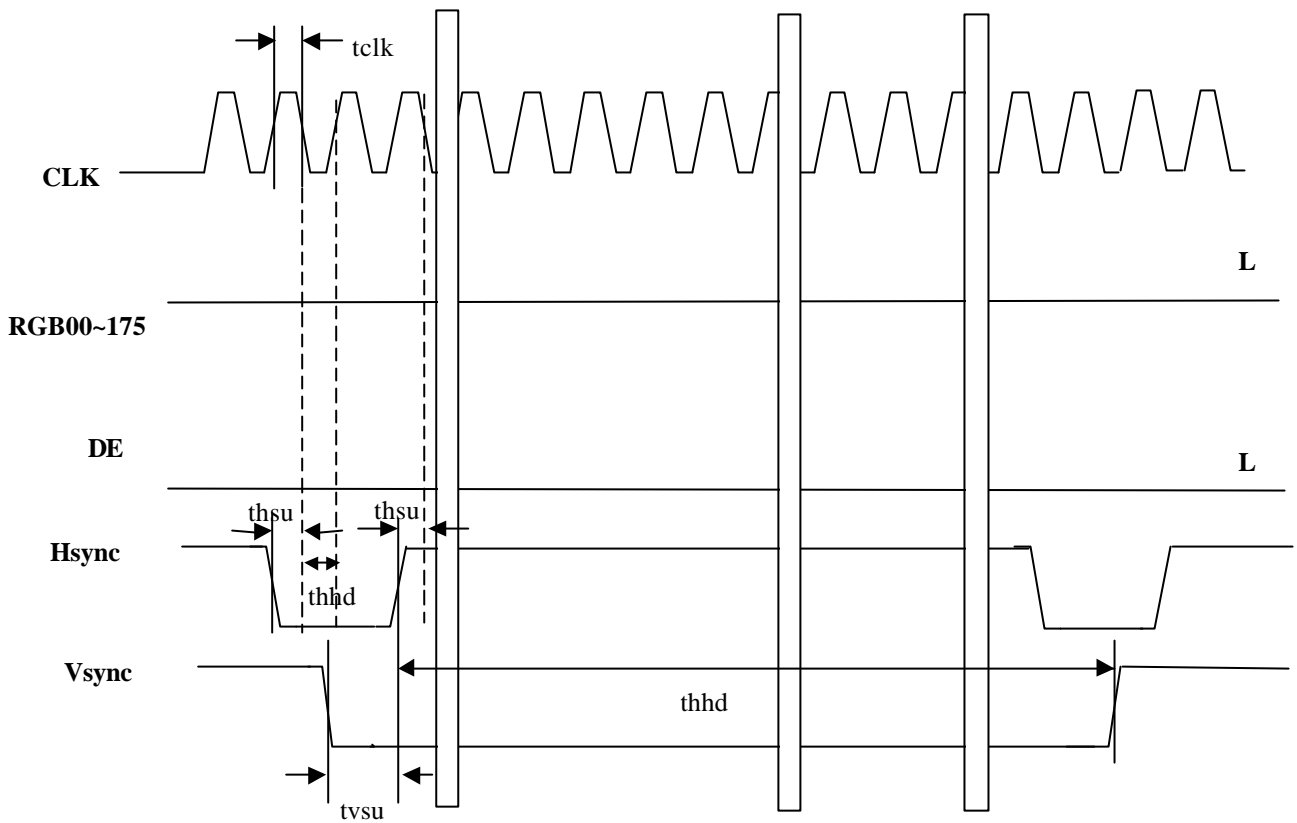 tclk
CLK
L
RGB00~175
DE
L
thsu
thsu
Hsync
thhd
Vsync
thhd
tvsu